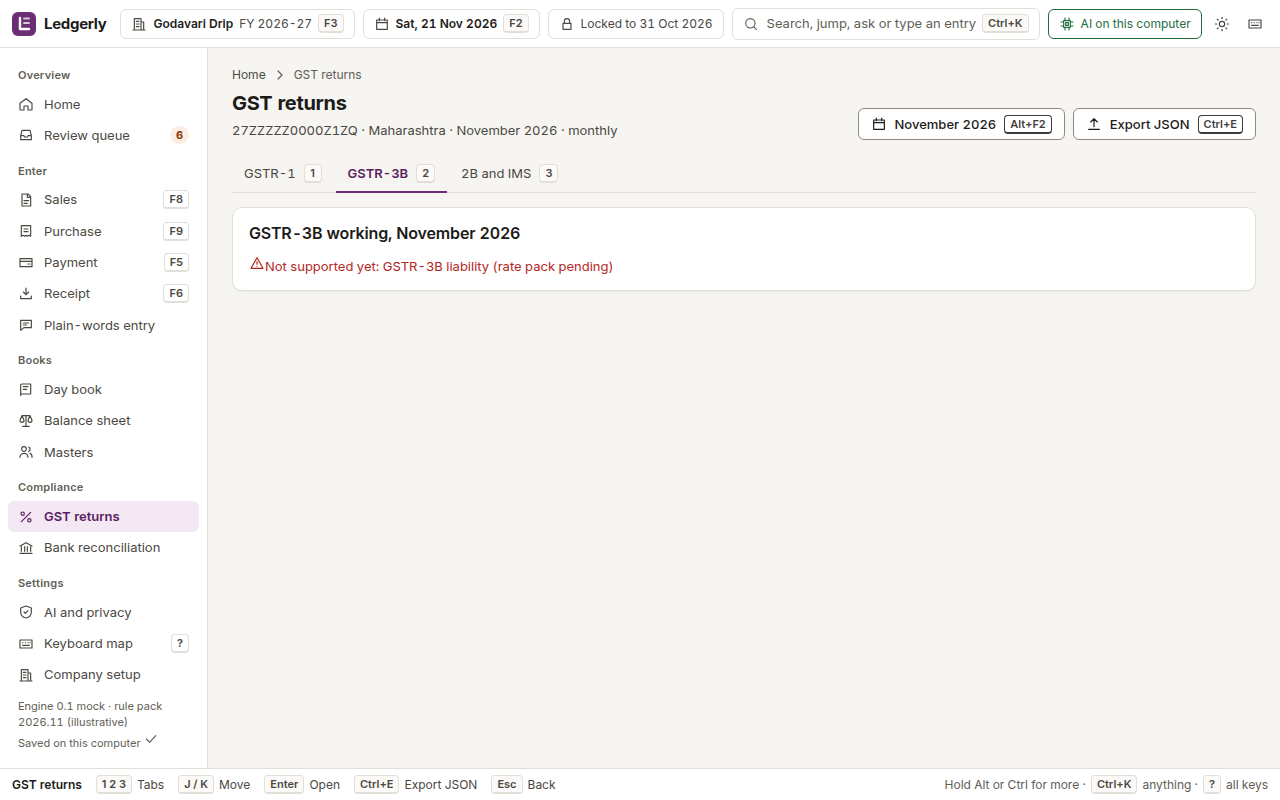 Ledgerly
Godavari Drip FY 2026-27 F3
Sat, 21 Nov 2026 F2
Locked to 31 Oct 2026
Search, jump, ask or type an entry Ctrl+K
AI on this computer
Overview
Home
Review queue 6
Enter
Sales F8
Purchase F9
Payment F5
Receipt F6
Plain-words entry
Books
Day book
Balance sheet
Masters
Compliance
GST returns
Bank reconciliation
Settings
AI and privacy
Keyboard map ?
Company setup
Engine 0.1 mock · rule pack
2026.11 (illustrative)
Saved on this computer
Home > GST returns
GST returns
27ZZZZZ0000Z1ZQ · Maharashtra · November 2026 · monthly
November 2026 Alt+F2
Export JSON Ctrl+E
GSTR-1 1 GSTR-3B 2 2B and IMS 3
GSTR-3B working, November 2026
Not supported yet: GSTR-3B liability (rate pack pending)
GST returns 1 2 3 Tabs J / K Move Enter Open Ctrl+E Export JSON Esc Back
Hold Alt or Ctrl for more · Ctrl+K anything · ? all keys